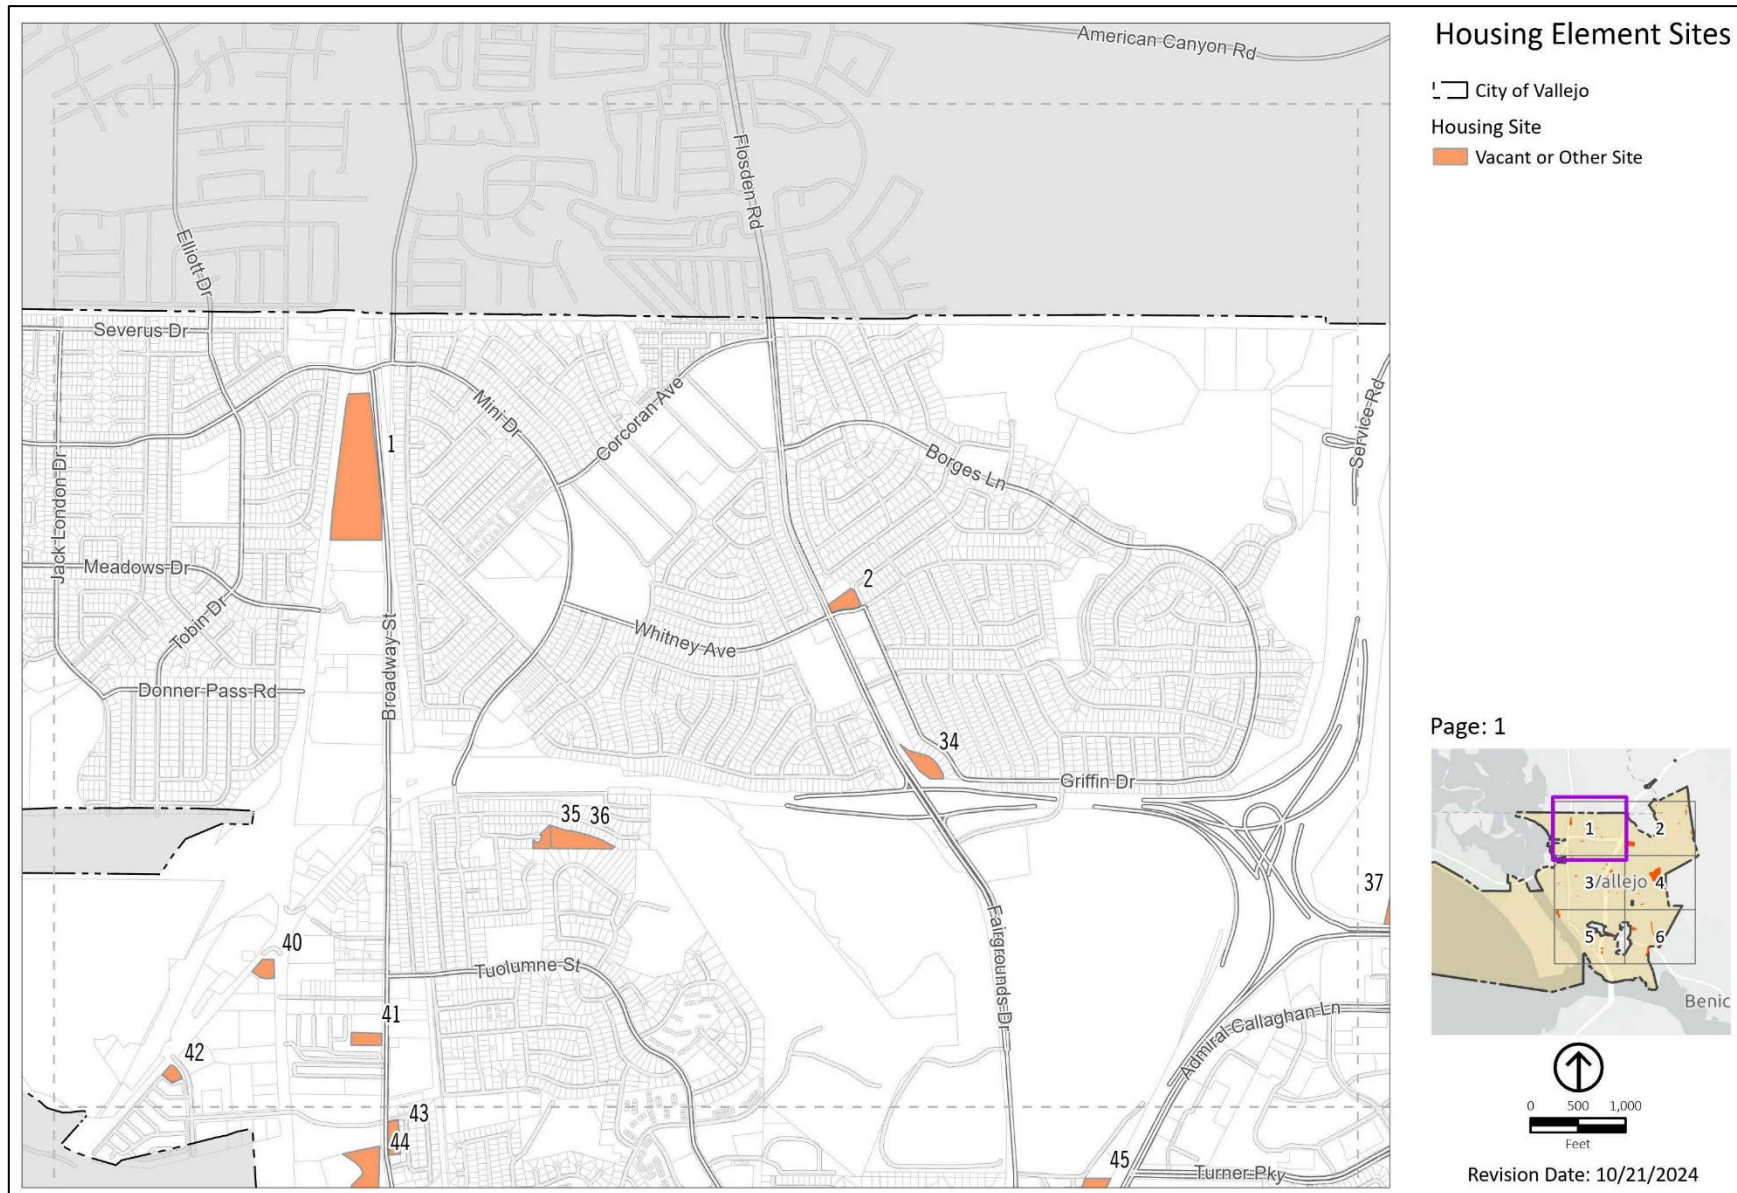 Housing Element Sites
City of Vallejo
Housing Site
Vacant or Other Site
American Canyon Rd
Flosden Rd
Elliott Dr
Severus Dr
Mini Dr
Corcoran Ave
Service Rd
1
Borges Ln
Jack London Dr
Meadows Dr
2
Tobin Dr
Whitney Ave
Broadway St
Donner Pass Rd
34
Griffin Dr
35 36
37
Fairgrounds Dr
40
Tuolumne St
41
Admiral Callaghan Ln
42
43
44
45
Turner Pky
Page: 1
1
2
3
Vallejo
4
5
6
Benic
0 500 1,000
Feet
Revision Date: 10/21/2024